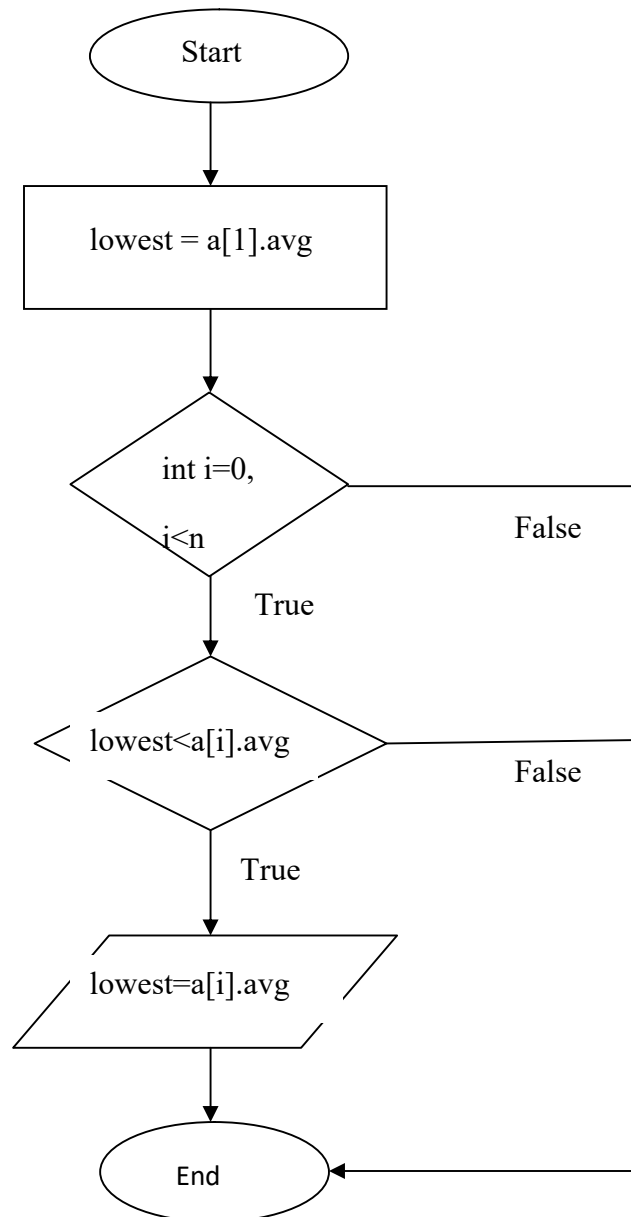 Start
lowest = a[1].avg
int i=0,
i<n
False
True
lowest<a[i].avg
False
True
lowest=a[i].avg
End